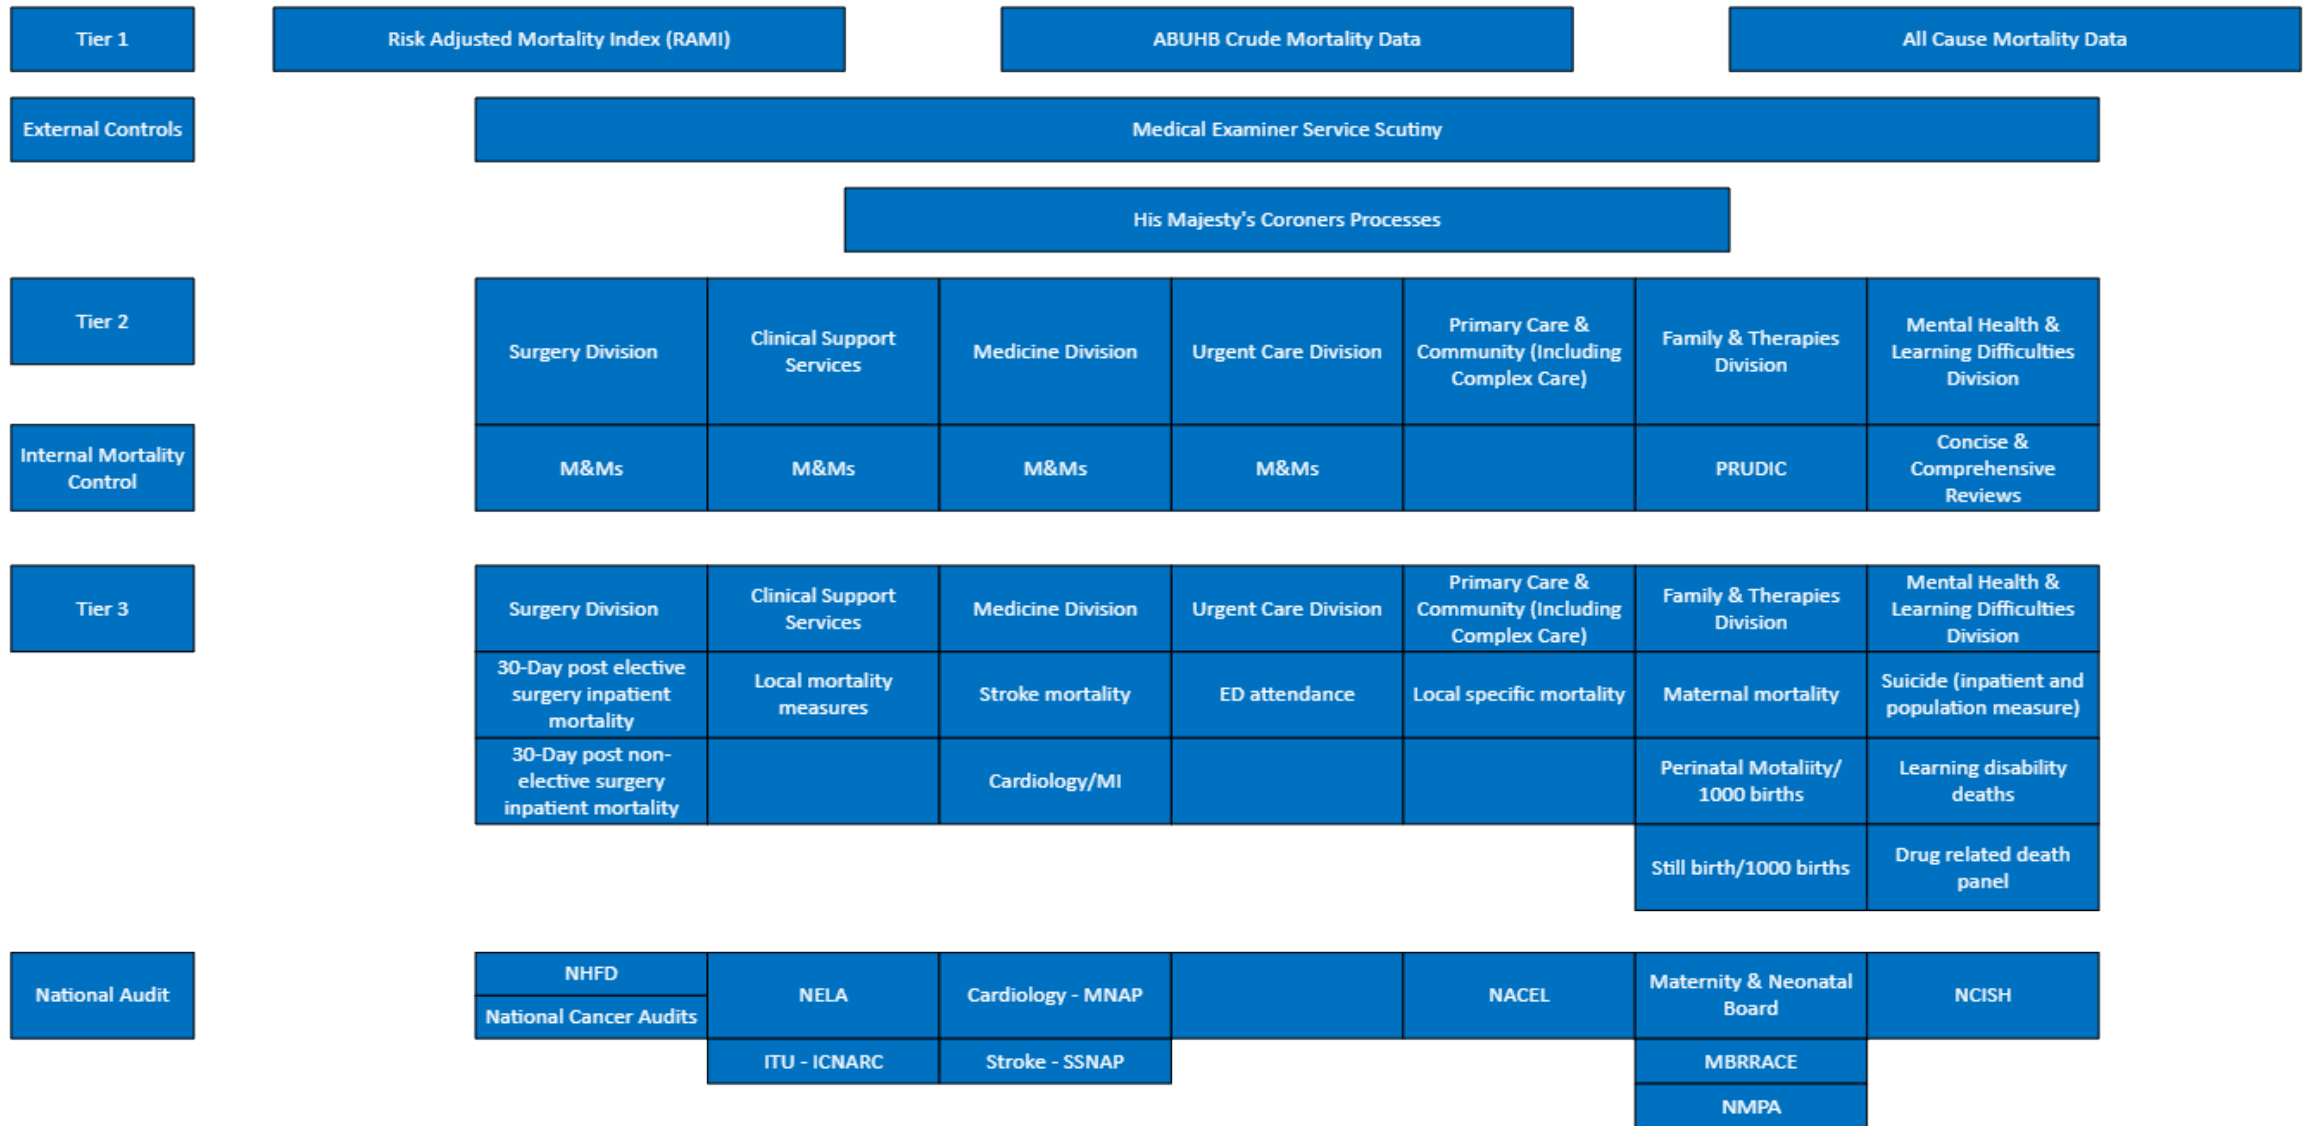 Tier 1
Risk Adjusted Mortality Index (RAMI)
ABUHB Crude Mortality Data
All Cause Mortality Data
External Controls
Medical Examiner Service Scutiny
His Majesty's Coroners Processes
Tier 2
Surgery Division
Clinical Support
Services
Medicine Division
Urgent Care Division
Primary Care &
Community (Including
Complex Care)
Family & Therapies
Division
Mental Health &
Learning Difficulties
Division
Internal Mortality
Control
M&Ms
M&Ms
M&Ms
M&Ms
PRUDIC
Concise &
Comprehensive
Reviews
Tier 3
Surgery Division
Clinical Support
Services
Medicine Division
Urgent Care Division
Primary Care &
Community (Including
Complex Care)
Family & Therapies
Division
Mental Health &
Learning Difficulties
Division
30-Day post elective
surgery inpatient
mortality
Local mortality
measures
Stroke mortality
ED attendance
Local specific mortality
Maternal mortality
Suicide (inpatient and
population measure)
30-Day post non-
elective surgery
inpatient mortality
Cardiology/MI
Perinatal Motaliity/
1000 births
Learning disability
deaths
Still birth/1000 births
Drug related death
panel
National Audit
NHFD
National Cancer Audits
NELA
Cardiology - MNAP
NACEL
Maternity & Neonatal
Board
NCISH
ITU - ICNARC
Stroke - SSNAP
MBRRACE
NMPA